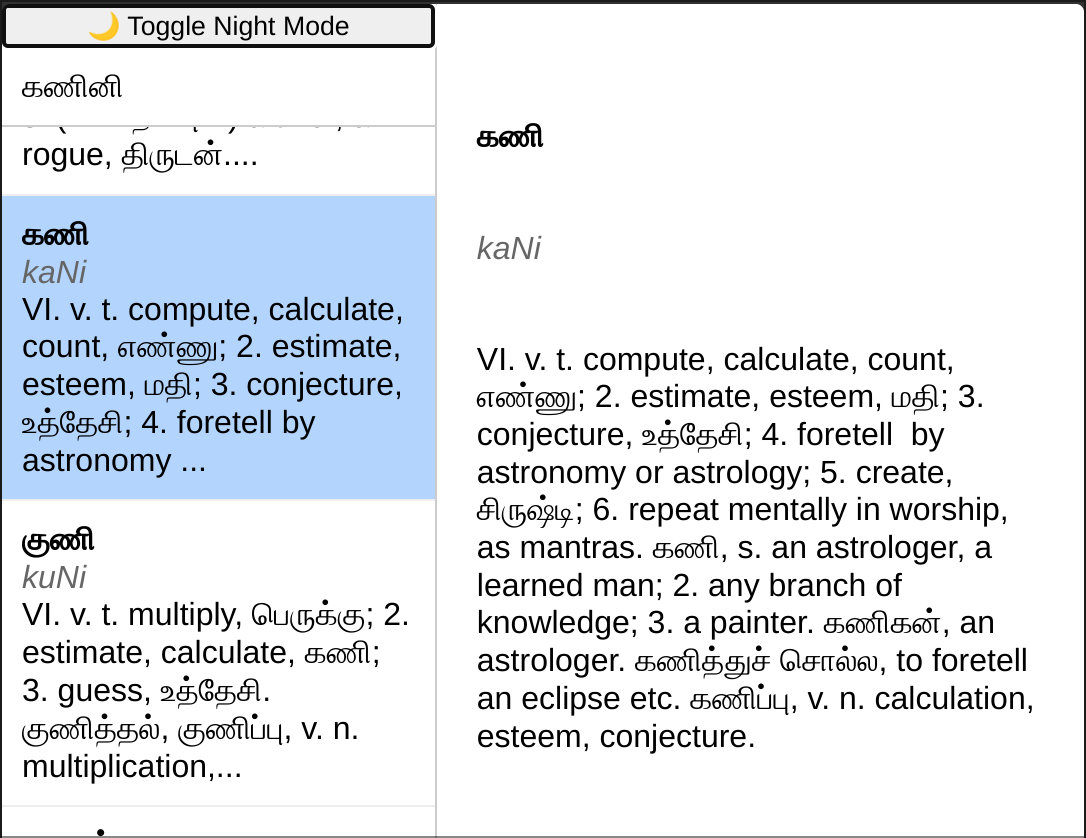 🌙 Toggle Night Mode
கணினி
rogue, திருடன்....
கணி
kaNi
VI. v. t. compute, calculate,
count, எண்ணு; 2. estimate,
esteem, மதி; 3. conjecture,
உத்தேசி; 4. foretell by
astronomy ...
குணி
kuNi
VI. v. t. multiply, பெருக்கு; 2.
estimate, calculate, கணி;
3. guess, உத்தேசி.
குணித்தல், குணிப்பு, v. n.
multiplication,...
கணி
kaNi
VI. v. t. compute, calculate, count,
எண்ணு; 2. estimate, esteem, மதி; 3.
conjecture, உத்தேசி; 4. foretell  by
astronomy or astrology; 5. create,
சிருஷ்டி; 6. repeat mentally in worship,
as mantras. கணி, s. an astrologer, a
learned man; 2. any branch of
knowledge; 3. a painter. கணிகன், an
astrologer. கணித்துச் சொல்ல, to foretell
an eclipse etc. கணிப்பு, v. n. calculation,
esteem, conjecture.